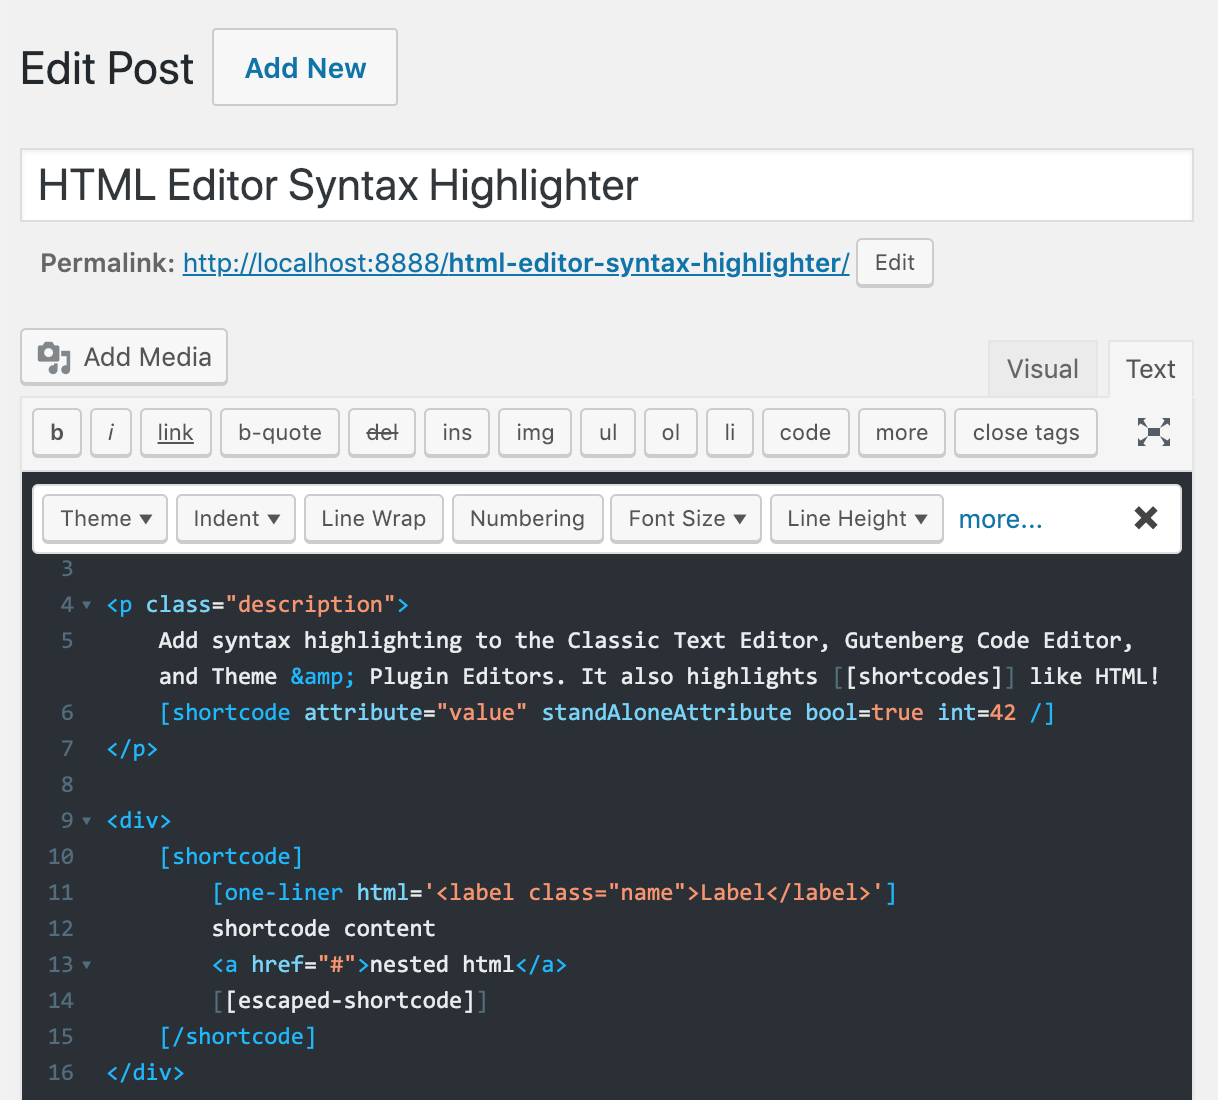 Edit Post Add New
HTML Editor Syntax Highlighter
Permalink: http://localhost:8888/html-editor-syntax-highlighter/ Edit
Add Media Visual Text
b i link b-quote del ins img ul ol li code more close tags
Theme ▾ Indent ▾ Line Wrap Numbering Font Size ▾ Line Height ▾ more... ✖
3
4 ▾ <p class="description">
5     Add syntax highlighting to the Classic Text Editor, Gutenberg Code Editor,
and Theme &amp; Plugin Editors. It also highlights [[shortcodes]] like HTML!
6     [shortcode attribute="value" standAloneAttribute bool=true int=42 /]
7 </p>
8
9 ▾ <div>
10     [shortcode]
11         [one-liner html='<label class="name">Label</label>']
12         shortcode content
13 ▾         <a href="#">nested html</a>
14         [[escaped-shortcode]]
15     [/shortcode]
16 </div>